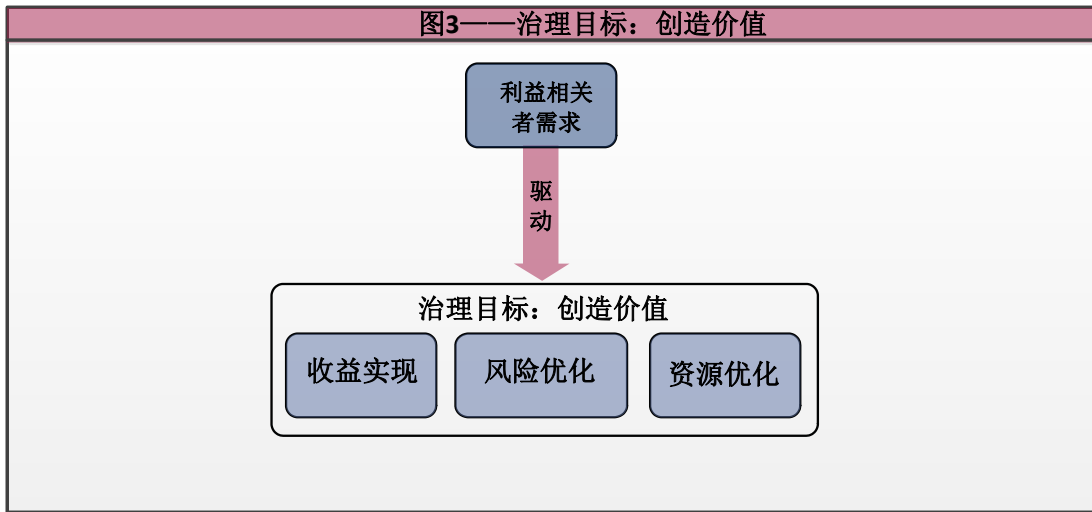 图3——治理目标：创造价值
利益相关
者需求
驱
动
治理目标：创造价值
收益实现
风险优化
资源优化